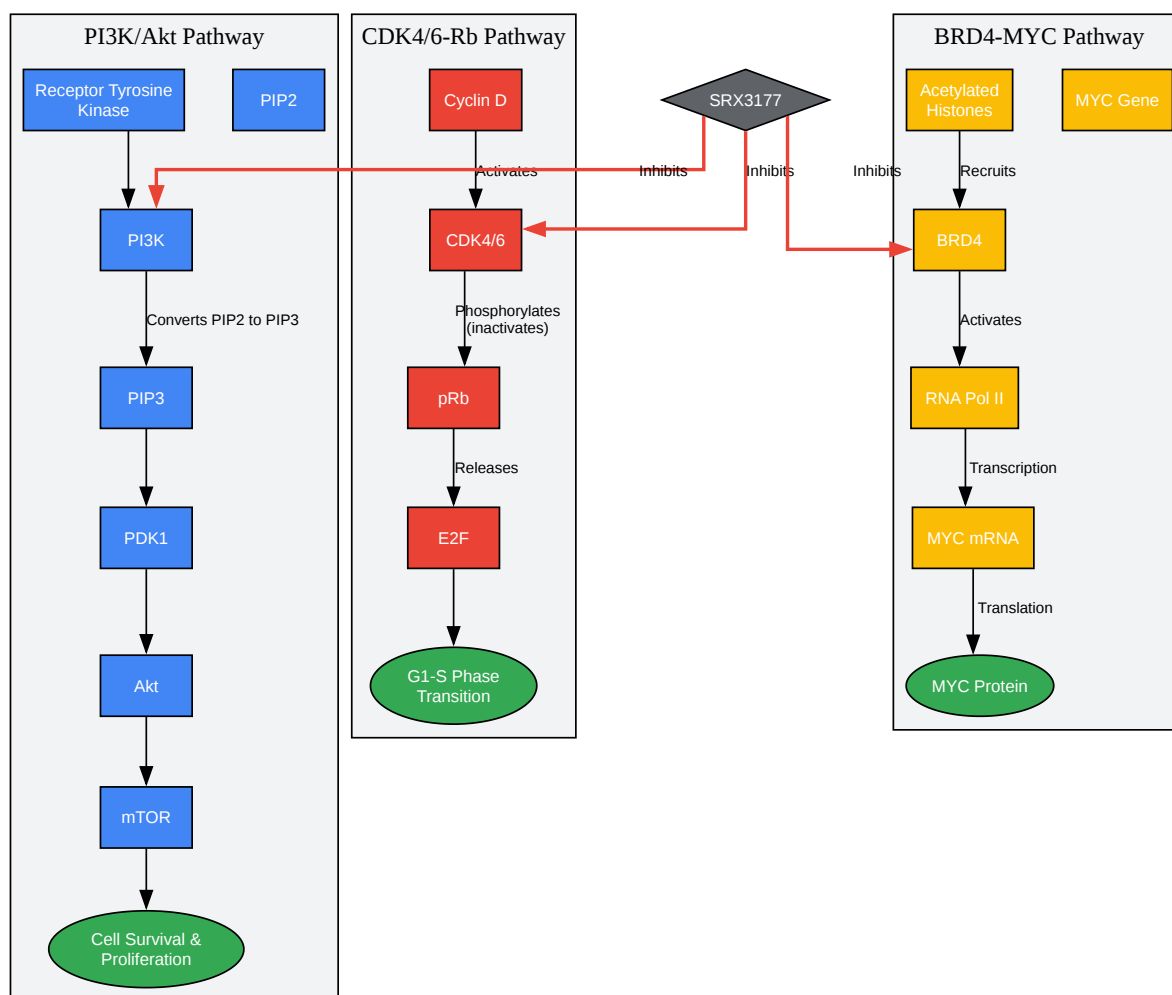 PI3K/Akt Pathway
Receptor Tyrosine
Kinase
PIP2
PI3K
Converts PIP2 to PIP3
PIP3
PDK1
Akt
mTOR
Cell Survival &
Proliferation
CDK4/6-Rb Pathway
Cyclin D
Activates
CDK4/6
Phosphorylates
(inactivates)
pRb
Releases
E2F
G1-S Phase
Transition
SRX3177
Inhibits
Inhibits
Inhibits
BRD4-MYC Pathway
Acetylated
Histones
MYC Gene
Recruits
BRD4
Activates
RNA Pol II
Transcription
MYC mRNA
Translation
MYC Protein